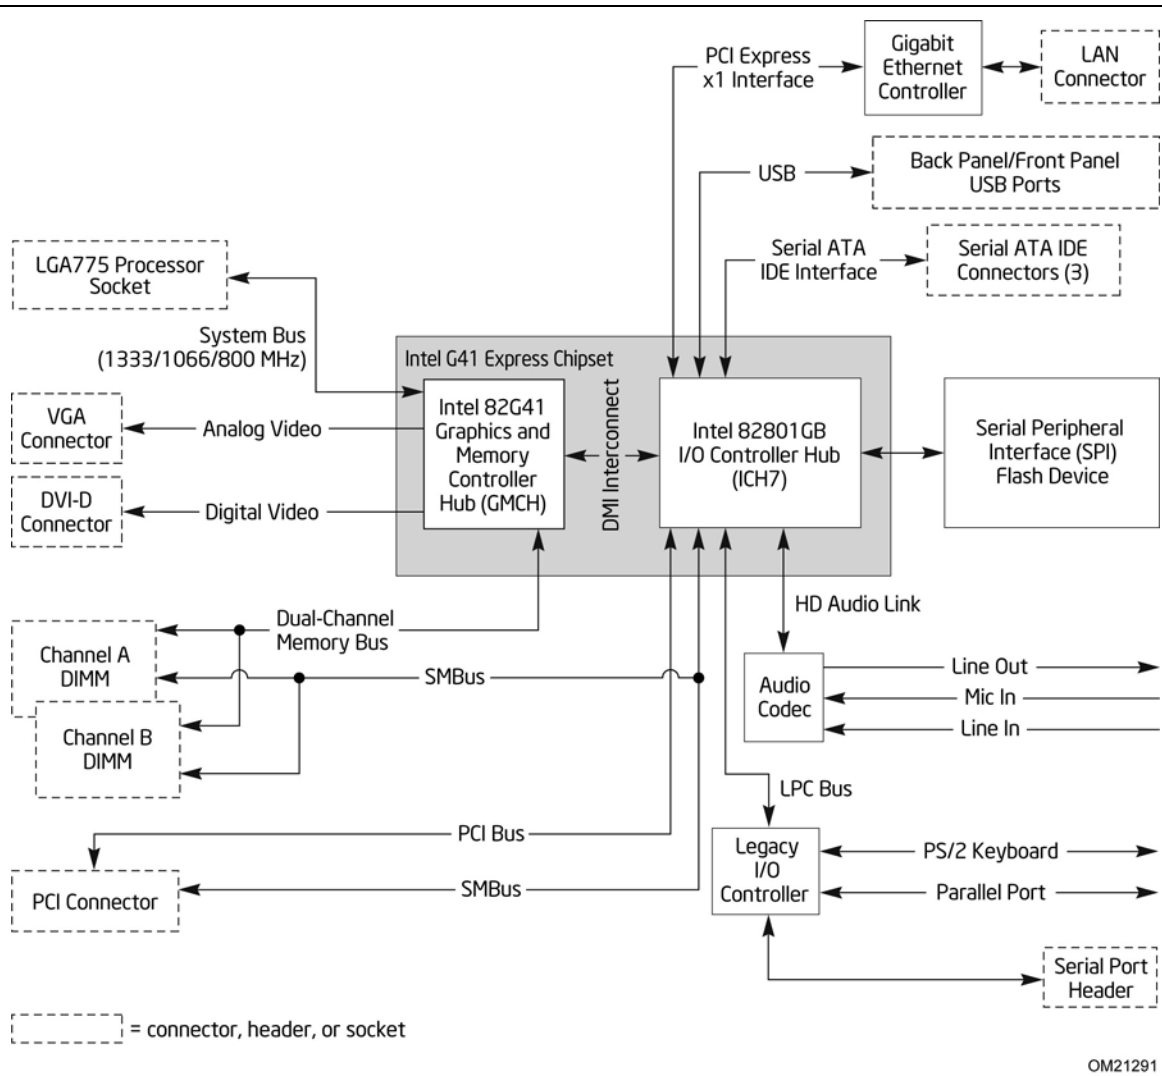 PCI Express
x1 Interface
Gigabit
Ethernet
Controller
LAN
Connector
USB
Back Panel/Front Panel
USB Ports
Serial ATA
IDE Interface
Serial ATA IDE
Connectors (3)
LGA775 Processor
Socket
System Bus
(1333/1066/800 MHz)
Intel G41 Express Chipset
VGA
Connector
Analog Video
Intel 82G41
Graphics and
Memory
Controller
Hub (GMCH)
DMI Interconnect
Intel 82801GB
I/O Controller Hub
(ICH7)
Serial Peripheral
Interface (SPI)
Flash Device
DVI-D
Connector
Digital Video
Dual-Channel
Memory Bus
HD Audio Link
Channel A
DIMM
SMBus
Audio
Codec
Line Out
Mic In
Line In
Channel B
DIMM
LPC Bus
PCI Bus
Legacy
I/O
Controller
PS/2 Keyboard
Parallel Port
PCI Connector
SMBus
Serial Port
Header
= connector, header, or socket
OM21291